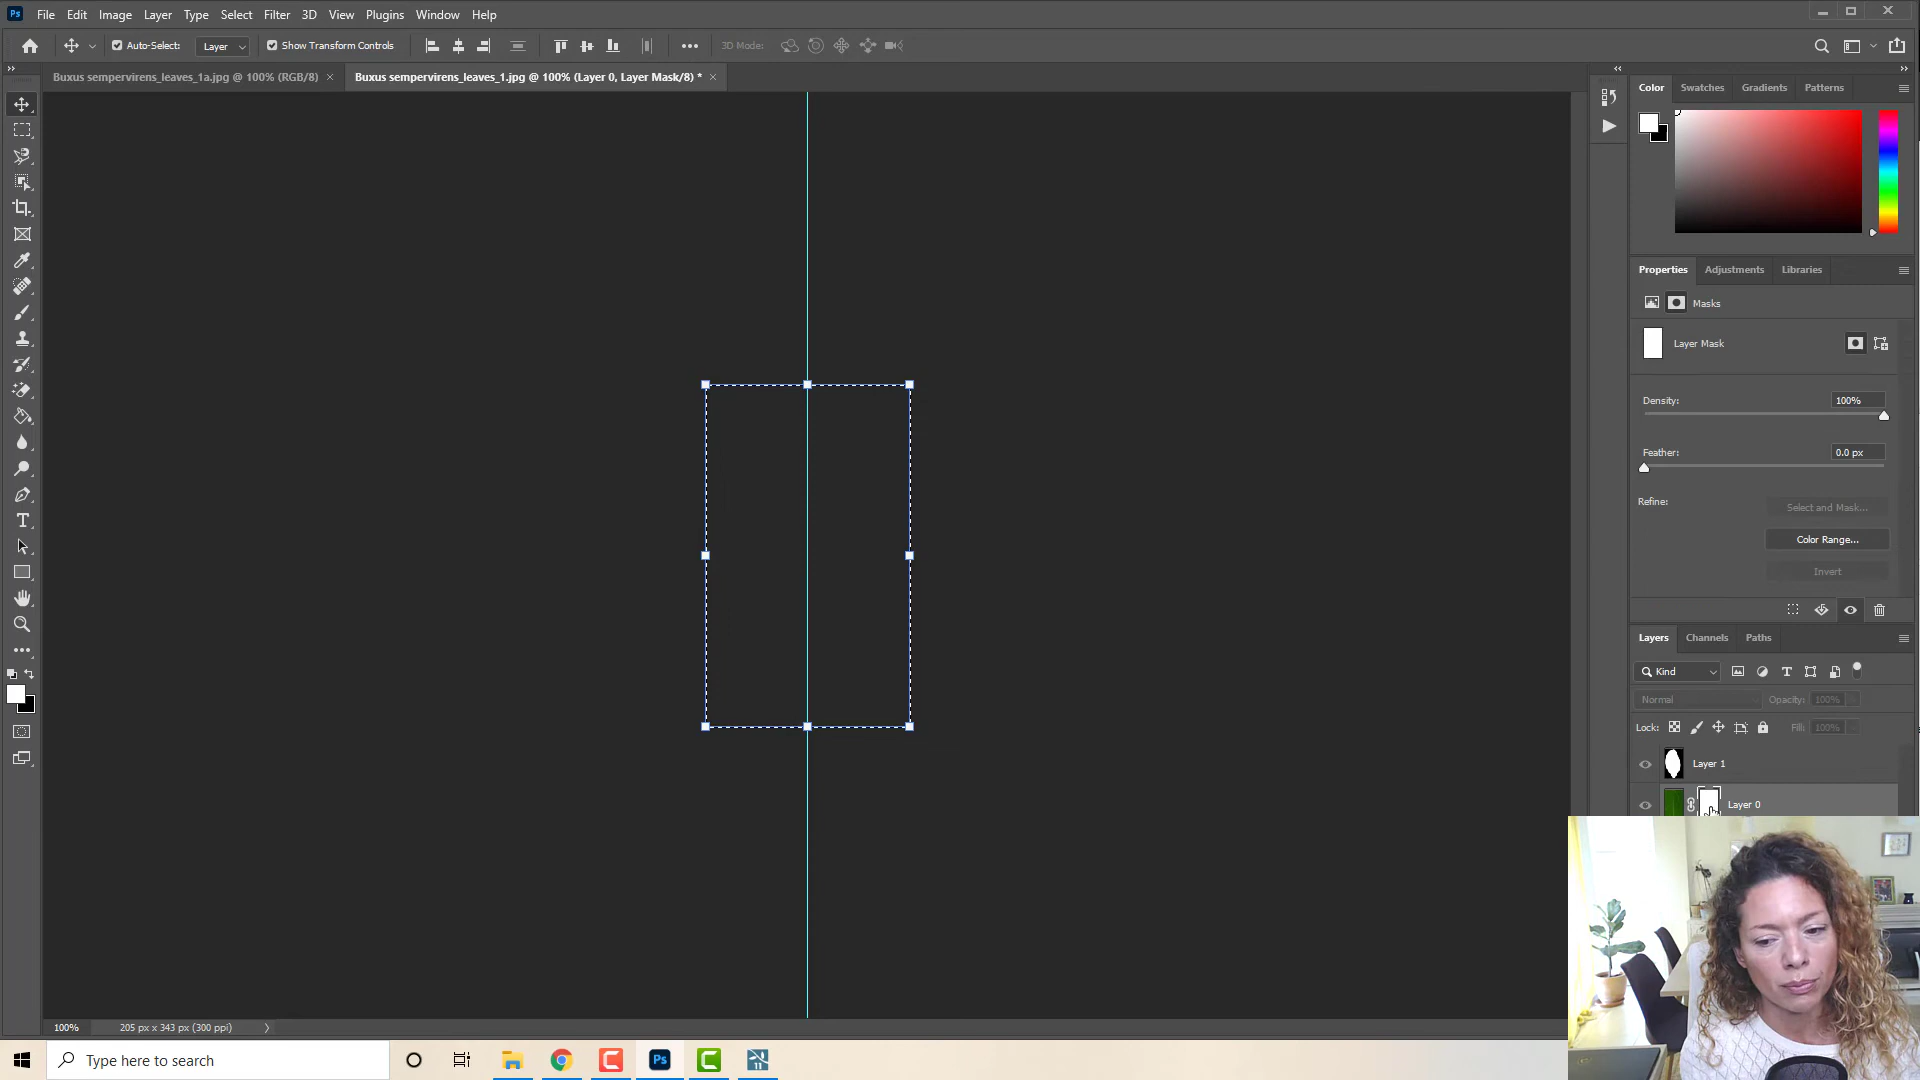 Ps File Edit Image Layer Type Select Filter 3D View Plugins Window Help
Auto-Select: Layer Show Transform Controls 3D Mode:
Buxus sempervirens_leaves_1a.jpg @ 100% (RGB/8) Buxus sempervirens_leaves_1.jpg @ 100% (Layer 0, Layer Mask/8) *
Color Swatches Gradients Patterns
Properties Adjustments Libraries
Masks
Layer Mask
Density: 100%
Feather: 0.0 px
Refine: Select and Mask...
Color Range...
Invert
Layers Channels Paths
Kind
Normal Opacity: 100%
Lock: Fill: 100%
Layer 1
Layer 0
100% 205 px x 343 px (300 ppi)
Type here to search
Ps
11